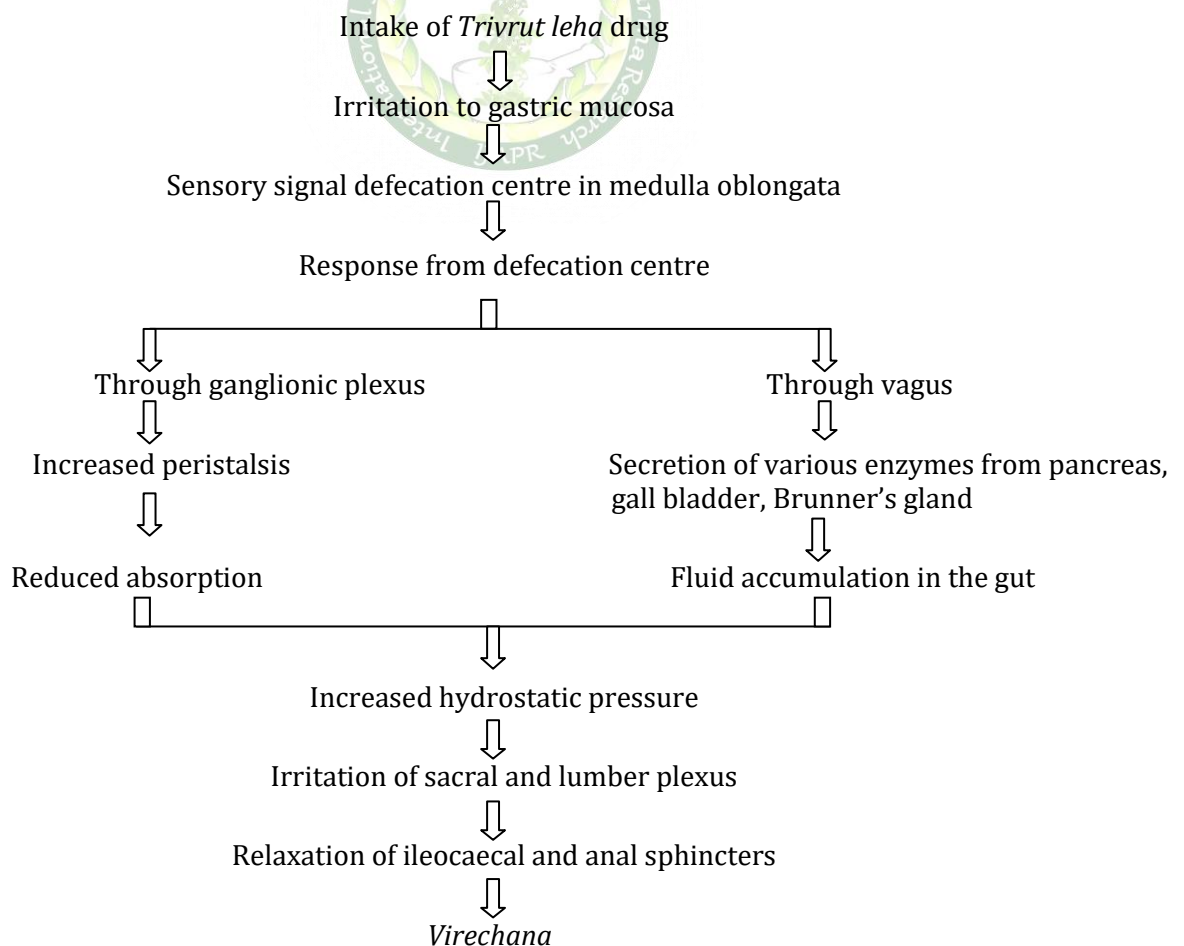 Intake of Trivrut leha drug
Irritation to gastric mucosa
Sensory signal defecation centre in medulla oblongata
Response from defecation centre
Through ganglionic plexus
Through vagus
Increased peristalsis
Secretion of various enzymes from pancreas,
gall bladder, Brunner’s gland
Reduced absorption
Fluid accumulation in the gut
Increased hydrostatic pressure
Irritation of sacral and lumber plexus
Relaxation of ileocaecal and anal sphincters
Virechana